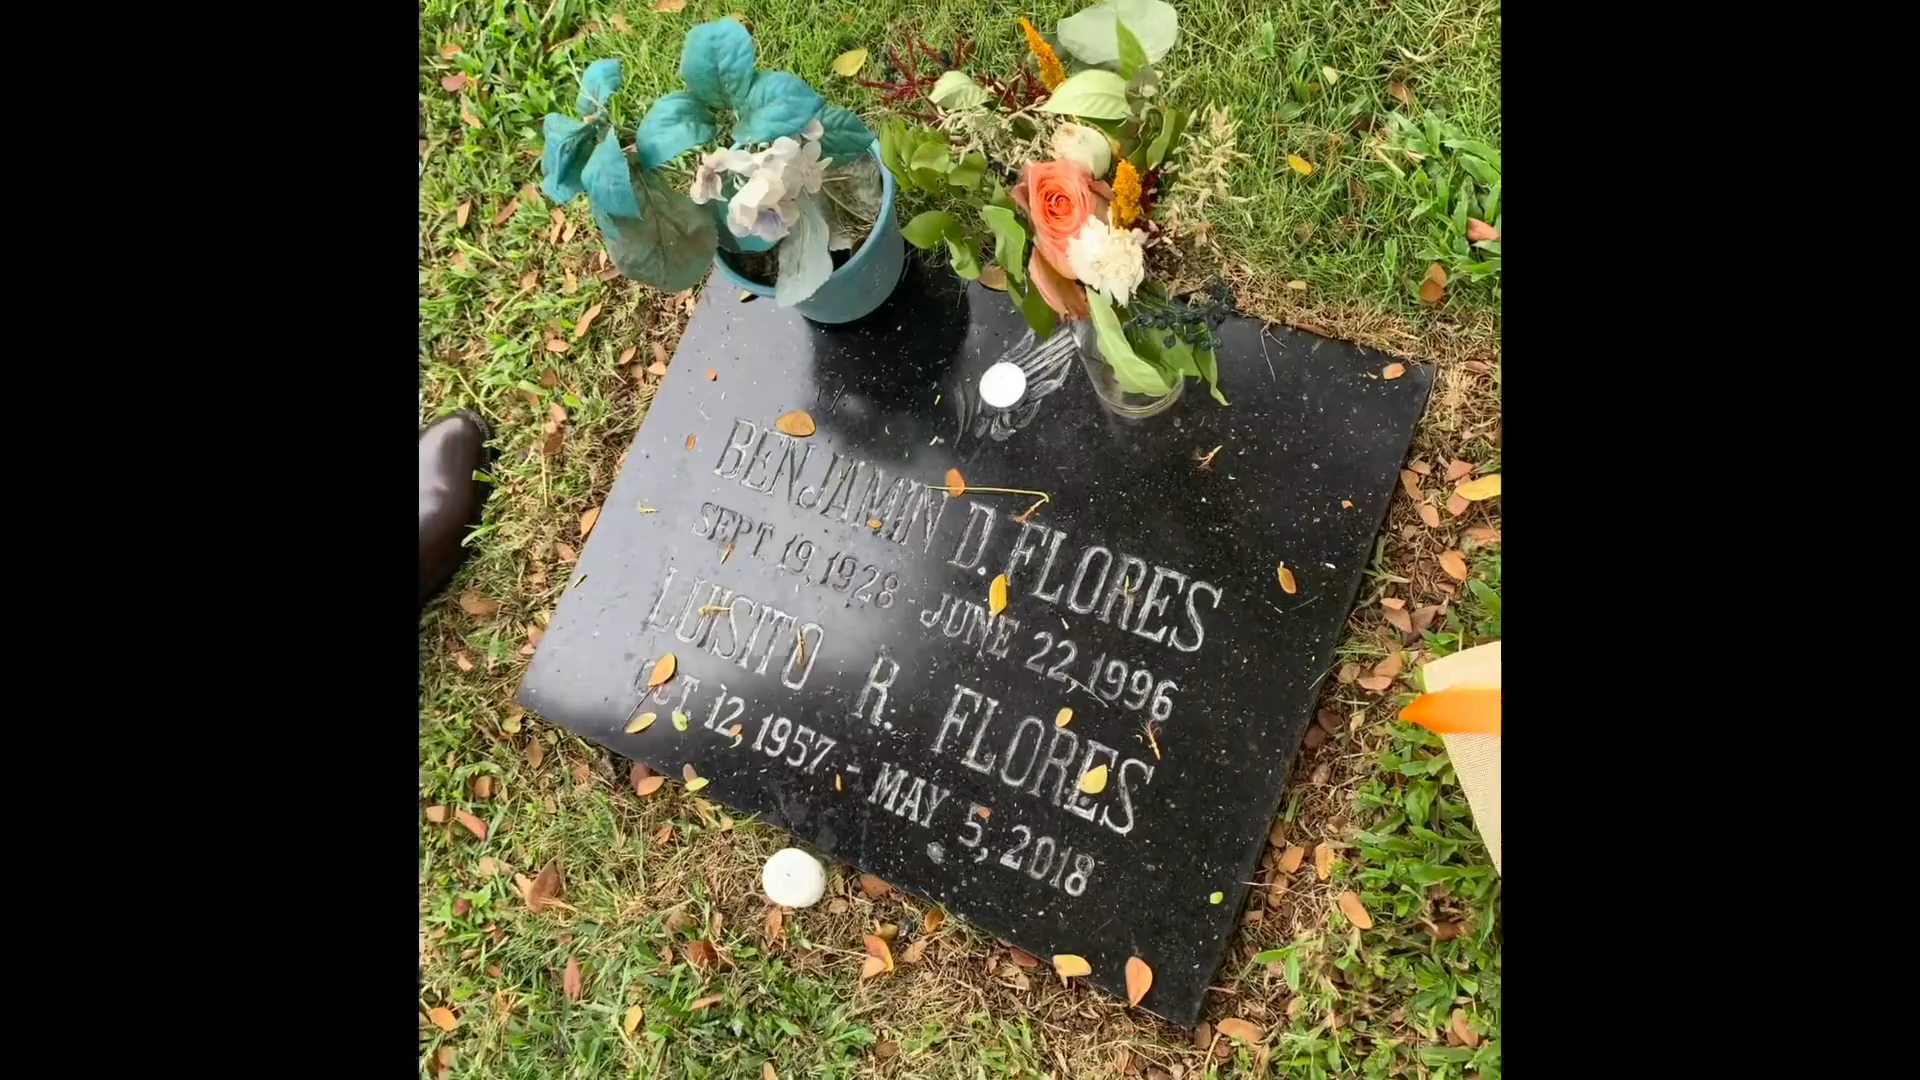 BENJAMIN D. FLORES
SEPT. 19, 1928 - JUNE 22, 1996
LUISITO R. FLORES
OCT. 12, 1957 - MAY 5, 2018